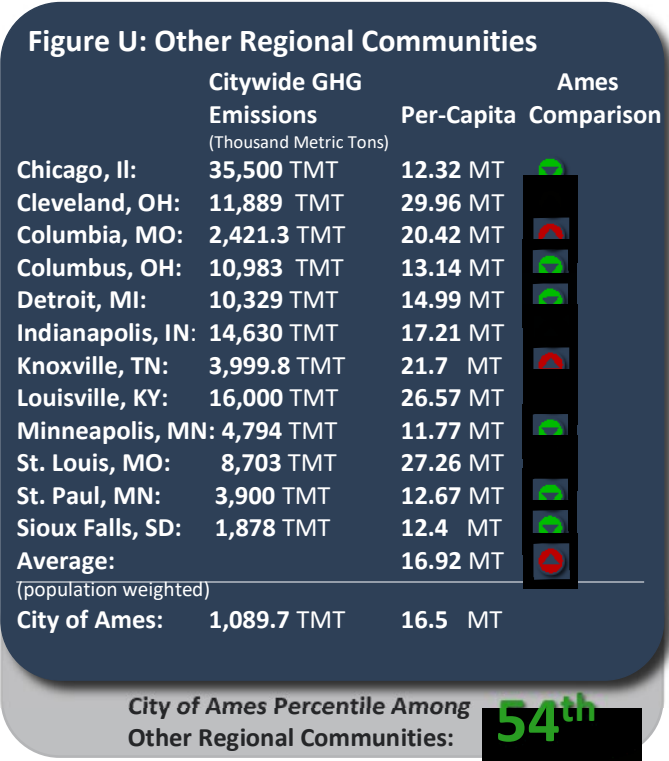 Figure U: Other Regional Communities
Citywide GHG Ames
Emissions Per-Capita Comparison
(Thousand Metric Tons)
Chicago, Il: 35,500 TMT 12.32 MT
Cleveland, OH: 11,889 TMT 29.96 MT
Columbia, MO: 2,421.3 TMT 20.42 MT
Columbus, OH: 10,983 TMT 13.14 MT
Detroit, MI: 10,329 TMT 14.99 MT
Indianapolis, IN: 14,630 TMT 17.21 MT
Knoxville, TN: 3,999.8 TMT 21.7 MT
Louisville, KY: 16,000 TMT 26.57 MT
Minneapolis, MN: 4,794 TMT 11.77 MT
St. Louis, MO: 8,703 TMT 27.26 MT
St. Paul, MN: 3,900 TMT 12.67 MT
Sioux Falls, SD: 1,878 TMT 12.4 MT
Average: 16.92 MT
(population weighted)
City of Ames: 1,089.7 TMT 16.5 MT
City of Ames Percentile Among
Other Regional Communities: 54th